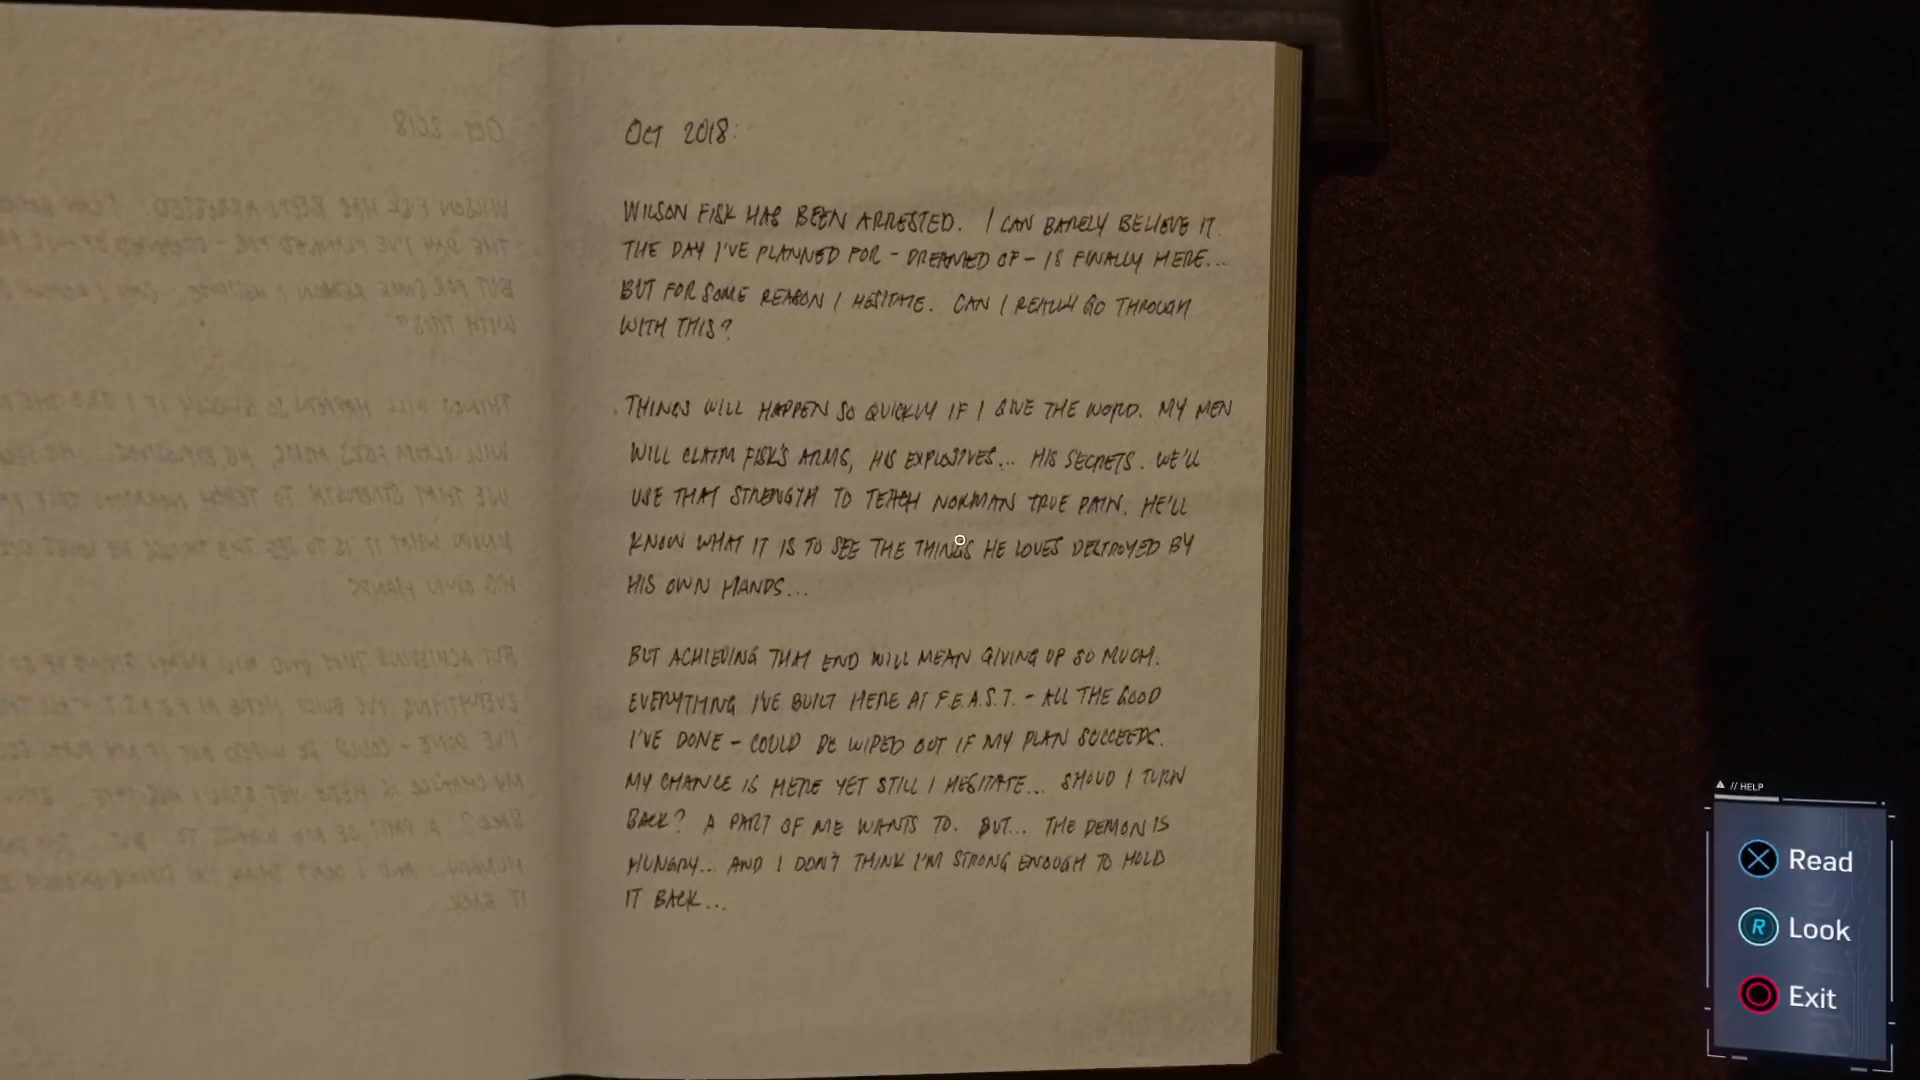 OCT 2018:
WILSON FISK HAS BEEN ARRESTED. I CAN BARELY BELIEVE IT.
THE DAY I'VE PLANNED FOR - DREAMED OF - IS FINALLY HERE...
BUT FOR SOME REASON I HESITATE. CAN I REALLY GO THROUGH
WITH THIS?
THINGS WILL HAPPEN SO QUICKLY IF I GIVE THE WORD. MY MEN
WILL CLAIM FISK'S ARMS, HIS EXPLOSIVES... HIS SECRETS. WE'LL
USE THAT STRENGTH TO TEACH NORMAN TRUE PAIN. HE'LL
KNOW WHAT IT IS TO SEE THE THINGS HE LOVES DESTROYED BY
HIS OWN HANDS...
BUT ACHIEVING THAT END WILL MEAN GIVING UP SO MUCH.
EVERYTHING I'VE BUILT HERE AT F.E.A.S.T. - ALL THE GOOD
I'VE DONE - COULD BE WIPED OUT IF MY PLAN SUCCEEDS.
MY CHANCE IS HERE YET STILL I HESITATE... SHOUD I TURN
BACK? A PART OF ME WANTS TO. BUT... THE DEMON IS
HUNGRY... AND I DON'T THINK I'M STRONG ENOUGH TO HOLD
IT BACK...
// HELP
Read
R Look
Exit